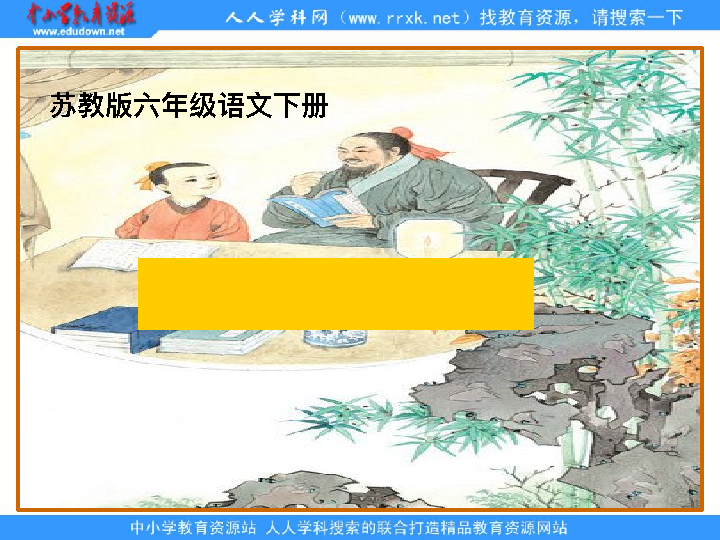 中小学教育资源
www.edudown.net
人人学科网（www.rrxk.net）找教育资源，请搜索一下
苏教版六年级语文下册
中小学教育资源站 人人学科搜索的联合打造精品教育资源网站